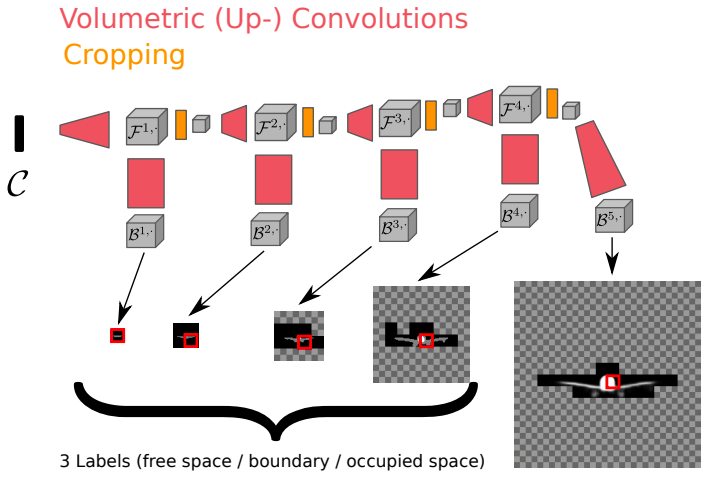 Volumetric (Up-) Convolutions
Cropping
C
F^{1,·}
F^{2,·}
F^{3,·}
F^{4,·}
B^{1,·}
B^{2,·}
B^{3,·}
B^{4,·}
B^{5,·}
3 Labels (free space / boundary / occupied space)